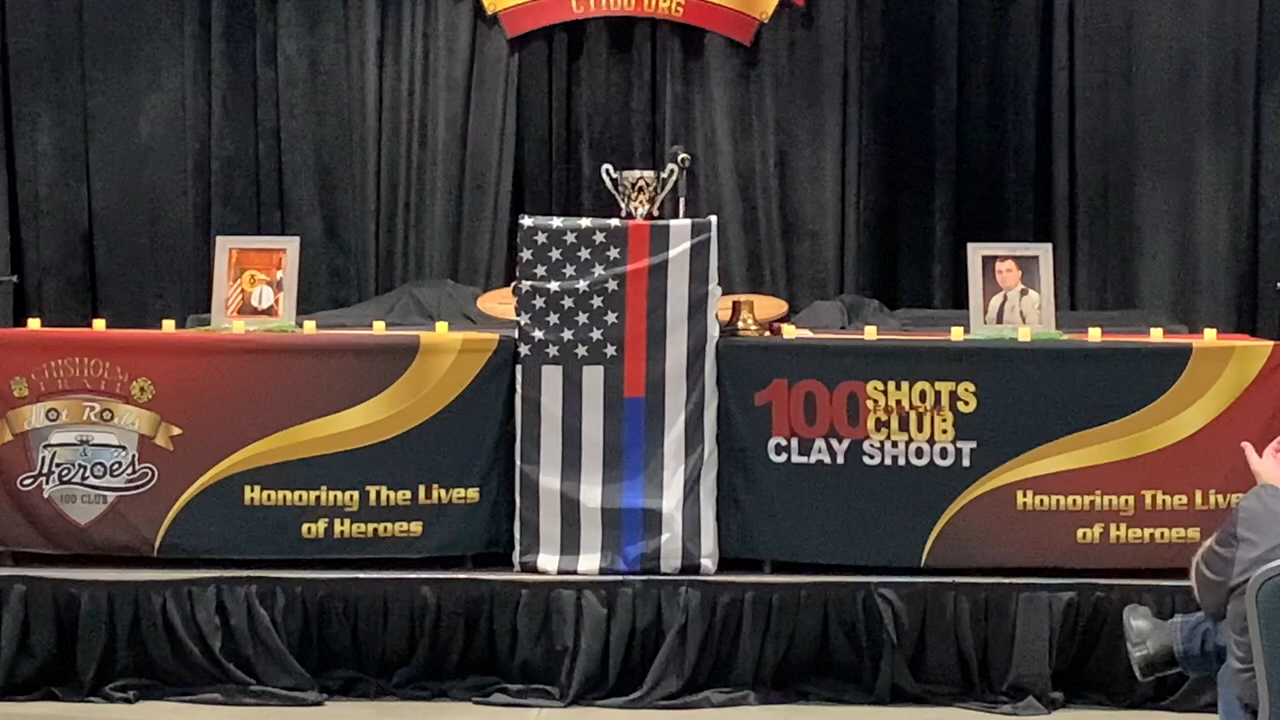 CT100.ORG
CHISHOLM
TRAIL
Hot Rods
&
Heroes
100 CLUB
Honoring The Lives
of Heroes
100 SHOTS
FOR THE
CLUB
CLAY SHOOT
Honoring The Live
of Heroes